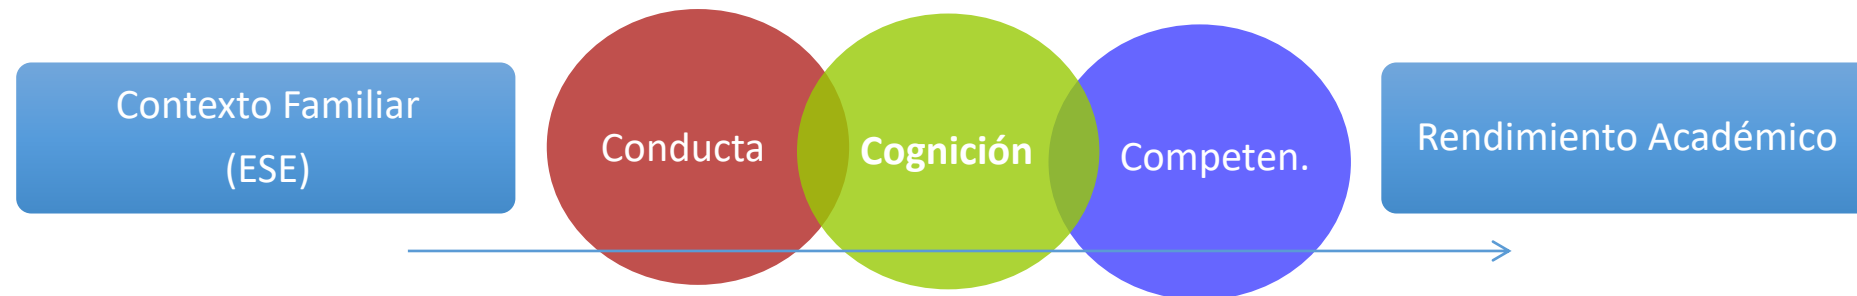 Contexto Familiar
(ESE)
Conducta
Cognición
Competen.
Rendimiento Académico